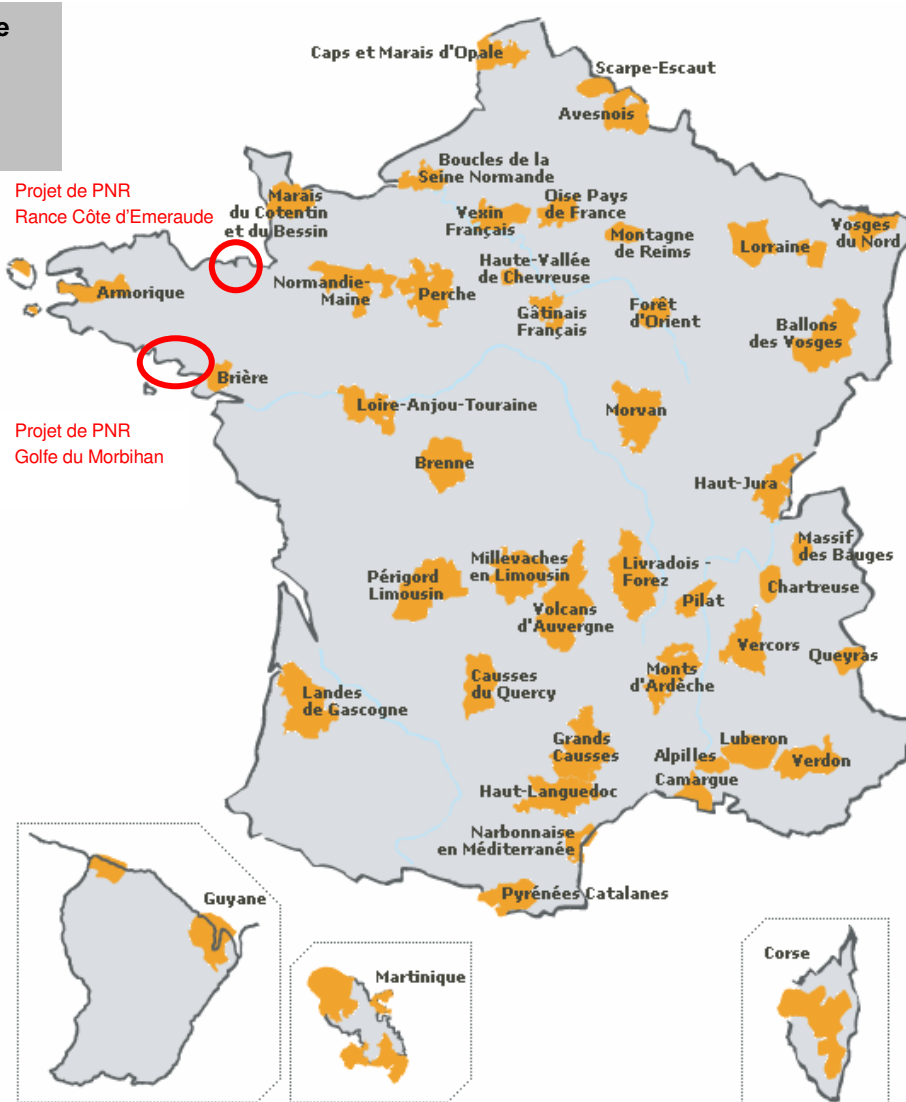 e
Caps et Marais d'Opale
Scarpe-Escaut
Avesnois
Boucles de la
Seine Normande
Projet de PNR
Rance Côte d'Emeraude
Marais
du Cotentin
et du Bessin
Vexin
Français
Oise Pays
de France
Montagne
de Reims
Lorraine
Vosges
du Nord
Armorique
Normandie-
Maine
Perche
Haute-Vallée
de Chevreuse
Gâtinais
Français
Forêt
d'Orient
Ballons
des Vosges
Brière
Loire-Anjou-Touraine
Morvan
Projet de PNR
Golfe du Morbihan
Brenne
Haut-Jura
Massif
des Bauges
Périgord
Limousin
Millevaches
en Limousin
Livradois -
Forez
Chartreuse
Volcans
d'Auvergne
Pilat
Vercors
Queyras
Landes
de Gascogne
Causses
du Quercy
Monts
d'Ardèche
Grands
Causses
Alpilles
Luberon
Verdon
Camargue
Haut-Languedoc
Narbonnaise
en Méditerranée
Pyrénées Catalanes
Guyane
Martinique
Corse